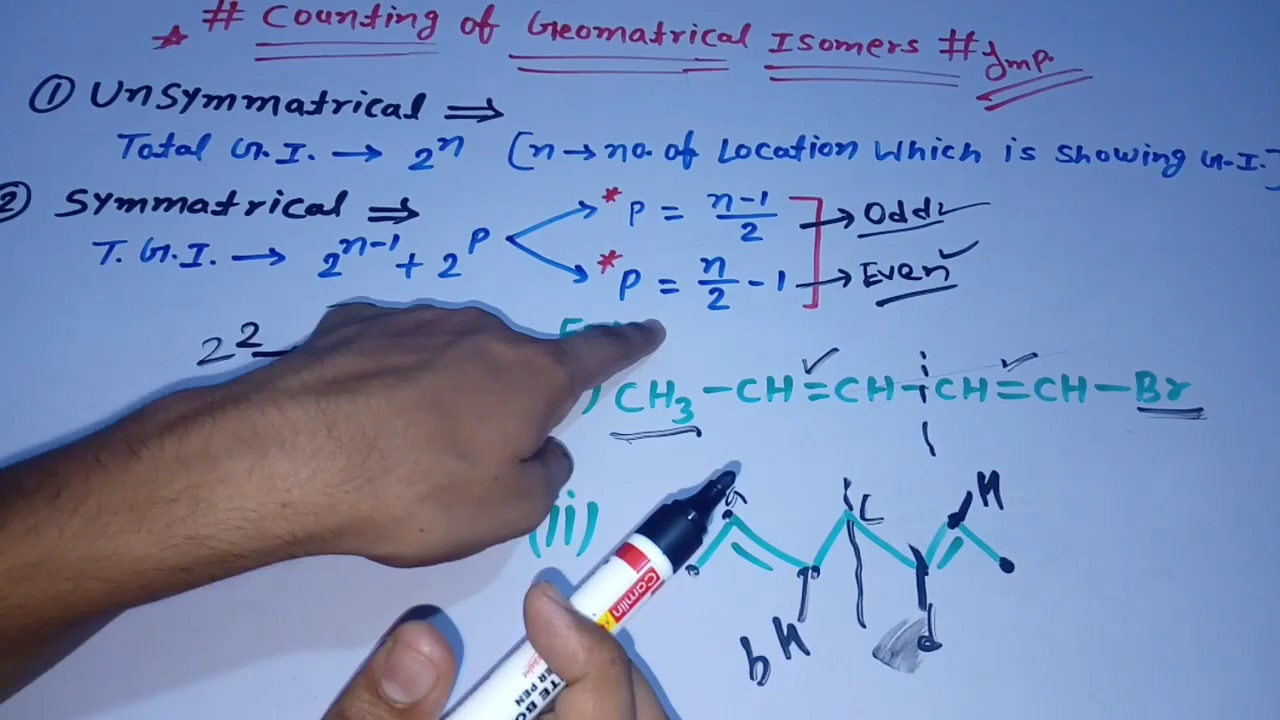 # Counting of Geomatrical Isomers # Imp.
① Unsymmatrical ⇒
Total G.I. → 2ⁿ (n → no. of Location which is showing G.I.)
② Symmatrical ⇒
T. G.I. → 2ⁿ⁻¹ + 2ᵖ
* P = n-1/2 → Odd ✓
* P = n/2 - 1 → Even ✓
2²
) CH₃ - CH = CH - CH = CH - Br
(ii)
a
c
H
b H
d
Camlin